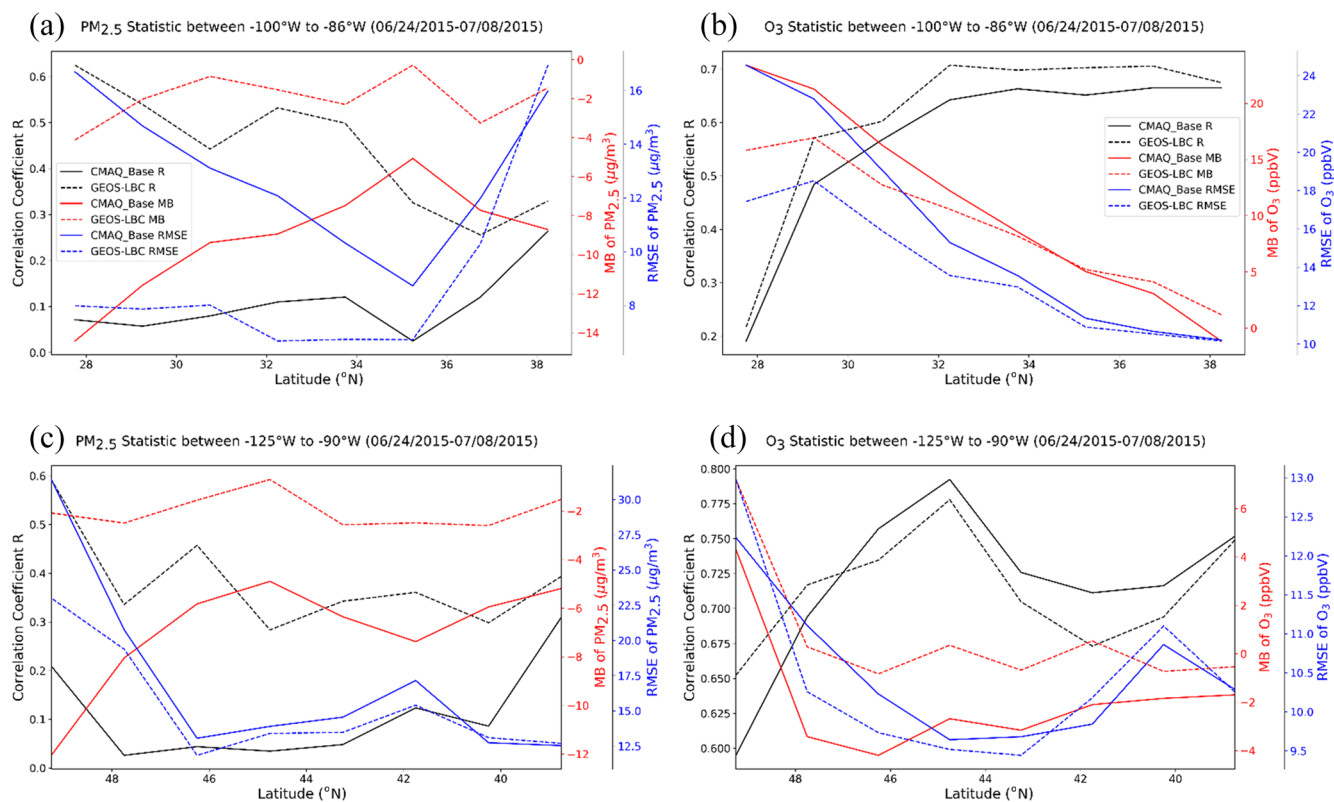 (a)
PM2.5 Statistic between -100°W to -86°W (06/24/2015-07/08/2015)
0.6
0.5
0.4
0.3
0.2
0.1
0.0
Correlation Coefficient R
CMAQ_Base R
GEOS-LBC R
CMAQ_Base MB
GEOS-LBC MB
CMAQ_Base RMSE
GEOS-LBC RMSE
28
30
32
34
36
38
Latitude (°N)
0
−2
−4
−6
−8
−10
−12
−14
MB of PM2.5 (μg/m³)
16
14
12
10
8
RMSE of PM2.5 (μg/m³)
(b)
O3 Statistic between -100°W to -86°W (06/24/2015-07/08/2015)
0.7
0.6
0.5
0.4
0.3
0.2
Correlation Coefficient R
CMAQ_Base R
GEOS-LBC R
CMAQ_Base MB
GEOS-LBC MB
CMAQ_Base RMSE
GEOS-LBC RMSE
28
30
32
34
36
38
Latitude (°N)
20
15
10
5
0
MB of O3 (ppbV)
24
22
20
18
16
14
12
10
RMSE of O3 (ppbV)
(c)
PM2.5 Statistic between -125°W to -90°W (06/24/2015-07/08/2015)
0.6
0.5
0.4
0.3
0.2
0.1
0.0
Correlation Coefficient R
48
46
44
42
40
Latitude (°N)
−2
−4
−6
−8
−10
−12
MB of PM2.5 (μg/m³)
30.0
27.5
25.0
22.5
20.0
17.5
15.0
12.5
RMSE of PM2.5 (μg/m³)
(d)
O3 Statistic between -125°W to -90°W (06/24/2015-07/08/2015)
0.800
0.775
0.750
0.725
0.700
0.675
0.650
0.625
0.600
Correlation Coefficient R
48
46
44
42
40
Latitude (°N)
6
4
2
0
−2
−4
MB of O3 (ppbV)
13.0
12.5
12.0
11.5
11.0
10.5
10.0
9.5
RMSE of O3 (ppbV)